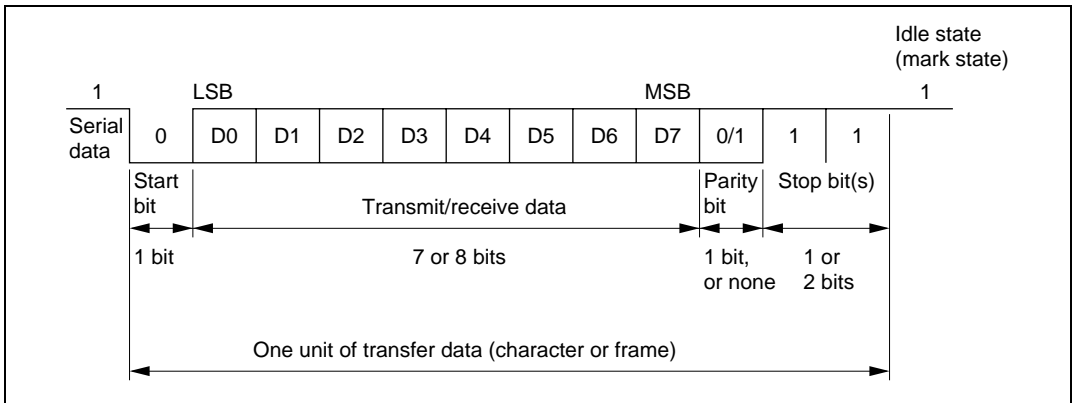 Idle state
(mark state)
1 LSB MSB 1
Serial
data
0 D0 D1 D2 D3 D4 D5 D6 D7 0/1 1 1
Start
bit
Transmit/receive data
Parity
bit
Stop bit(s)
1 bit
7 or 8 bits
1 bit,
or none
1 or
2 bits
One unit of transfer data (character or frame)